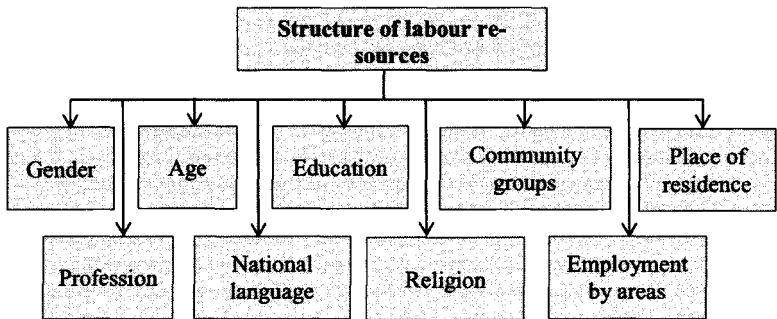 Structure of labour re-
sources
Gender
Age
Education
Community
groups
Place of
residence
Profession
National
language
Religion
Employment
by areas